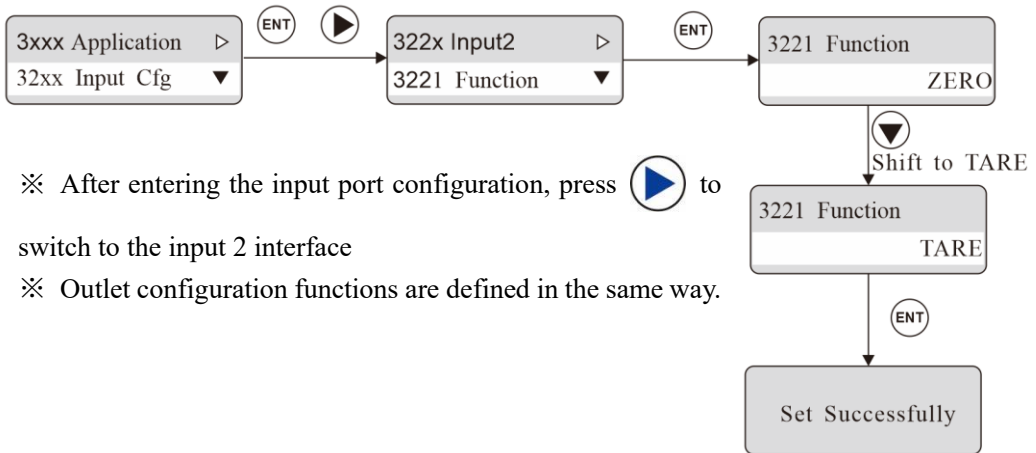 3xxx Application ▷
32xx Input Cfg ▼
ENT
322x Input2 ▷
3221 Function ▼
ENT
3221 Function
ZERO
Shift to TARE
3221 Function
TARE
ENT
Set Successfully
※ After entering the input port configuration, press ▶ to
switch to the input 2 interface
※ Outlet configuration functions are defined in the same way.